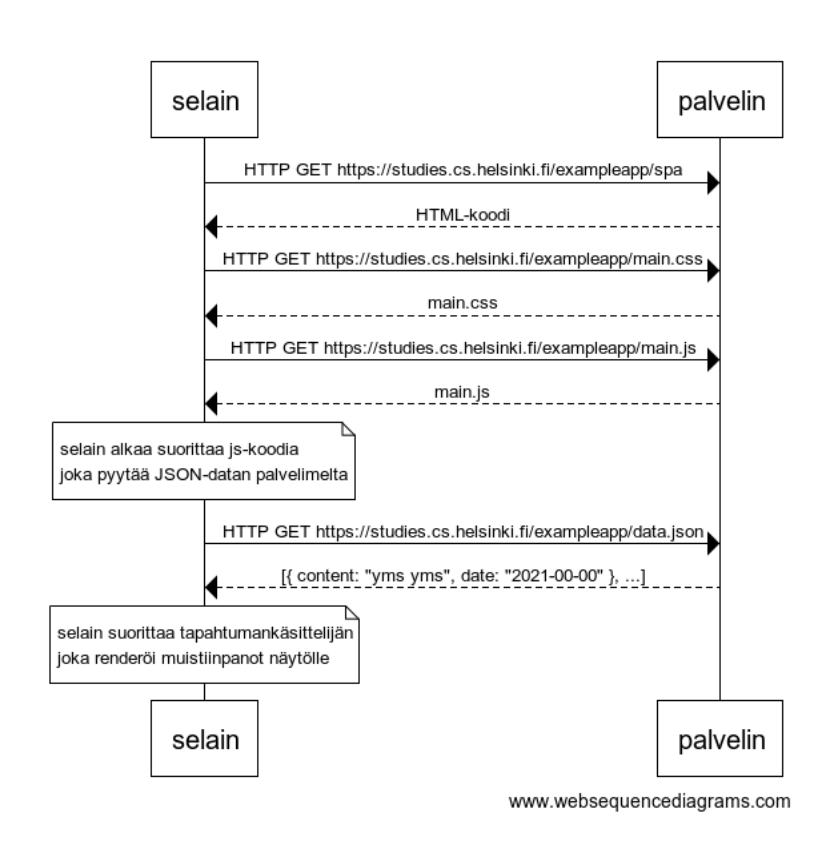 selain palvelin
HTTP GET https://studies.cs.helsinki.fi/exampleapp/spa
HTML-koodi
HTTP GET https://studies.cs.helsinki.fi/exampleapp/main.css
main.css
HTTP GET https://studies.cs.helsinki.fi/exampleapp/main.js
main.js
selain alkaa suorittaa js-koodia
joka pyytää JSON-datan palvelimelta
HTTP GET https://studies.cs.helsinki.fi/exampleapp/data.json
[{ content: "yms yms", date: "2021-00-00" }, ...]
selain suorittaa tapahtumankäsittelijän
joka renderöi muistiinpanot näytölle
selain palvelin
www.websequencediagrams.com